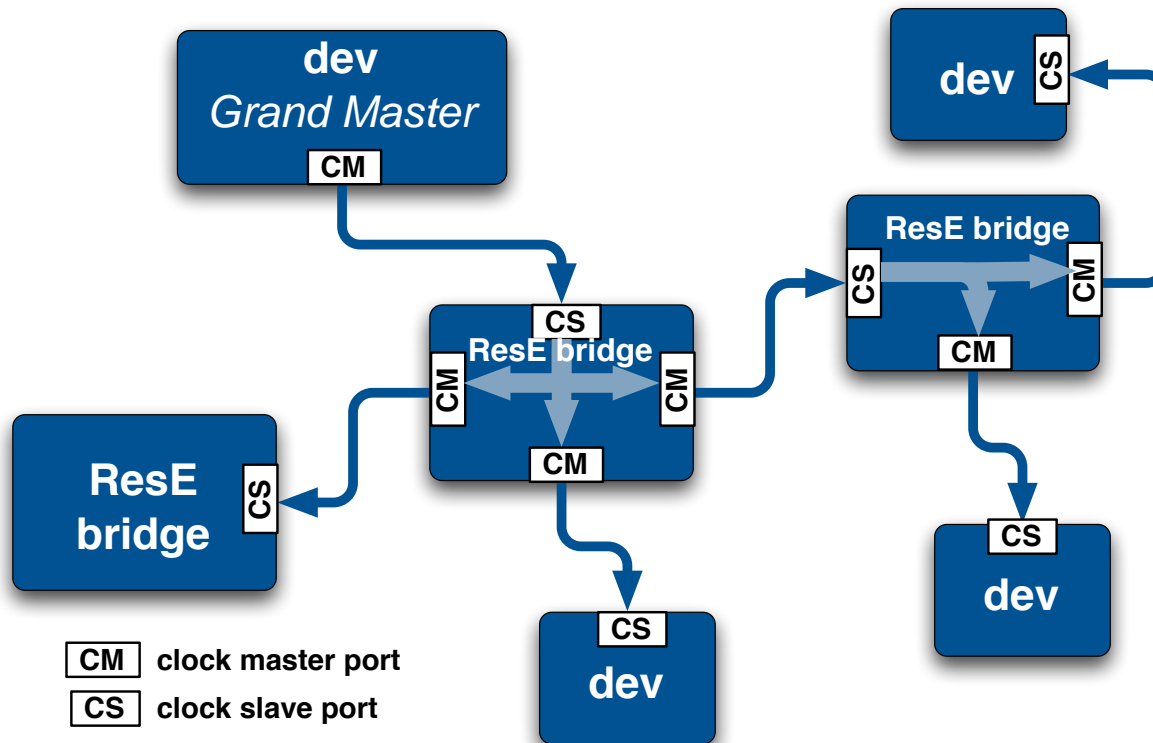 dev
Grand Master
CM
dev
CS
ResE bridge
CS
CM
CM
CS
ResE bridge
CM
CM
CM
ResE
bridge
CS
CS
dev
CS
dev
CM clock master port
CS clock slave port